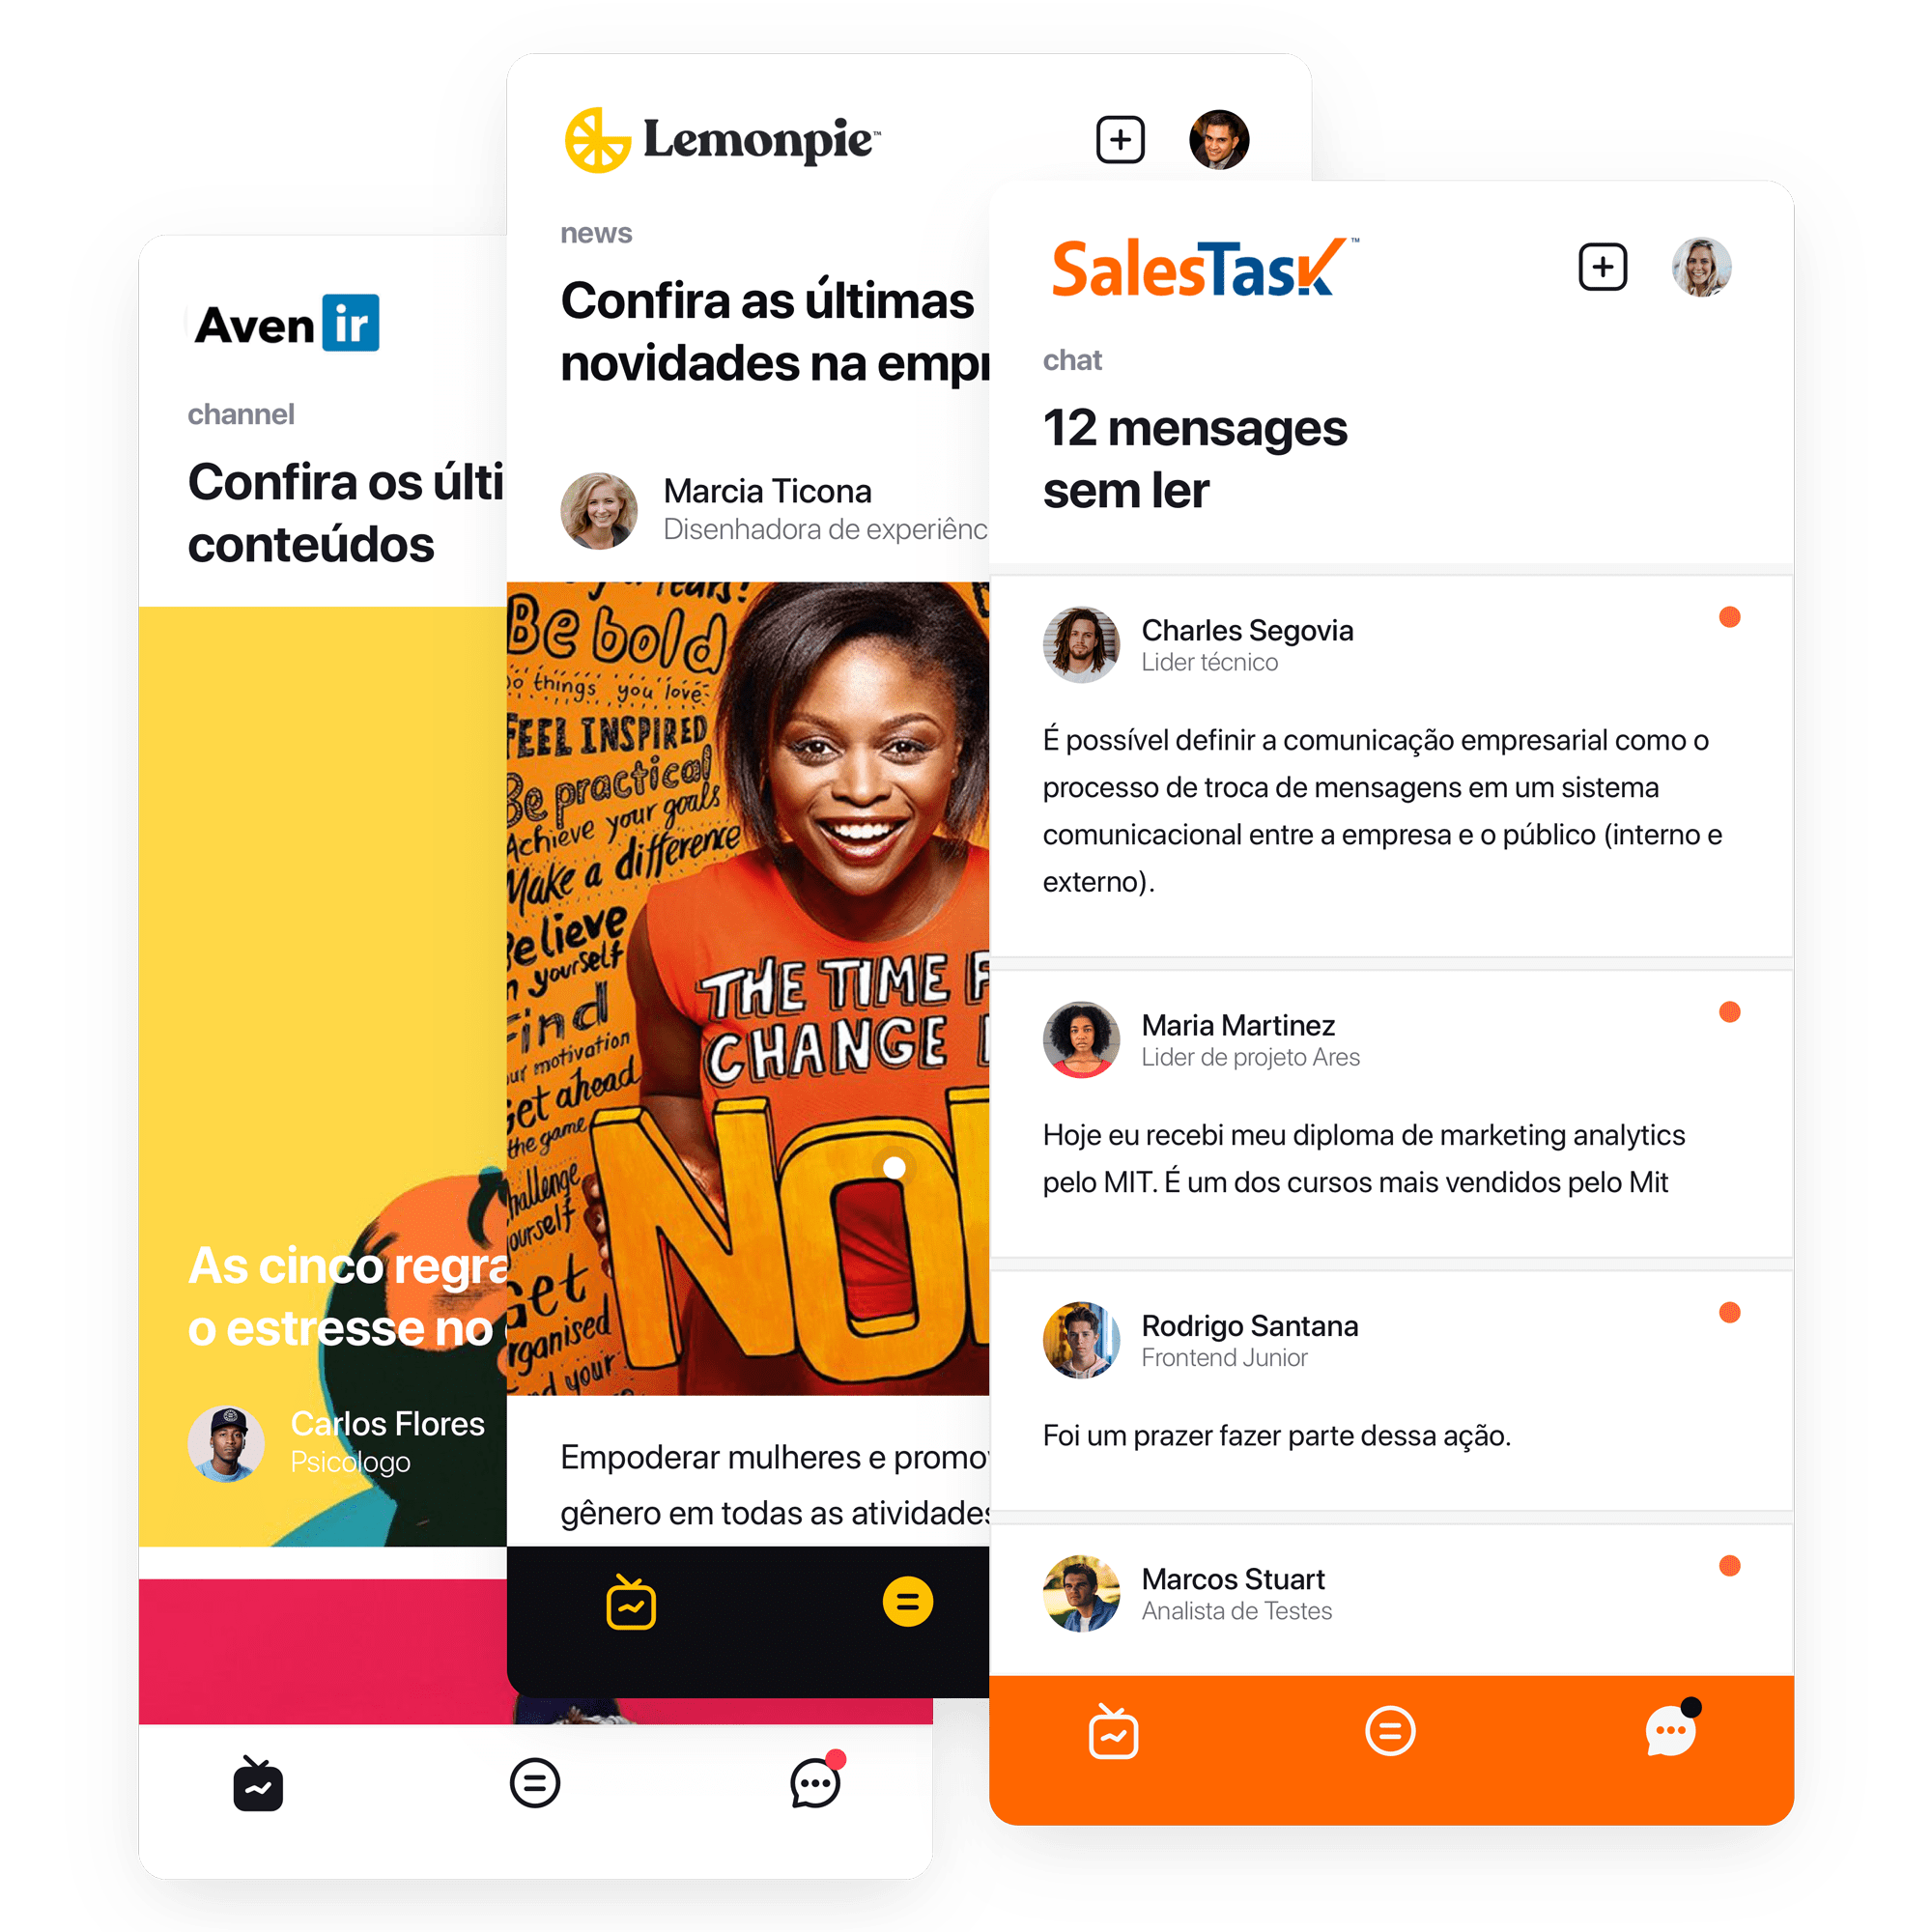 Avenir
channel
Confira os últi
conteúdos
As cinco regra
o estresse no
Carlos Flores
Psicólogo
Lemonpie™
news
Confira as últimas
novidades na empr
Marcia Ticona
Disenhadora de experiênc
Be bold
Do things you love
FEEL INSPIRED
Be practical
Achieve your goals
Make a difference
Believe
in yourself
Find
our motivation
Get ahead
the game
challenge
yourself
Get
organised
THE TIME F
CHANGE
NO
Empoderar mulheres e promov
gênero em todas as atividades
SalesTask™
chat
12 mensages
sem ler
Charles Segovia
Lider técnico
É possível definir a comunicação empresarial como o
processo de troca de mensagens em um sistema
comunicacional entre a empresa e o público (interno e
externo).
Maria Martinez
Lider de projeto Ares
Hoje eu recebi meu diploma de marketing analytics
pelo MIT. É um dos cursos mais vendidos pelo Mit
Rodrigo Santana
Frontend Junior
Foi um prazer fazer parte dessa ação.
Marcos Stuart
Analista de Testes